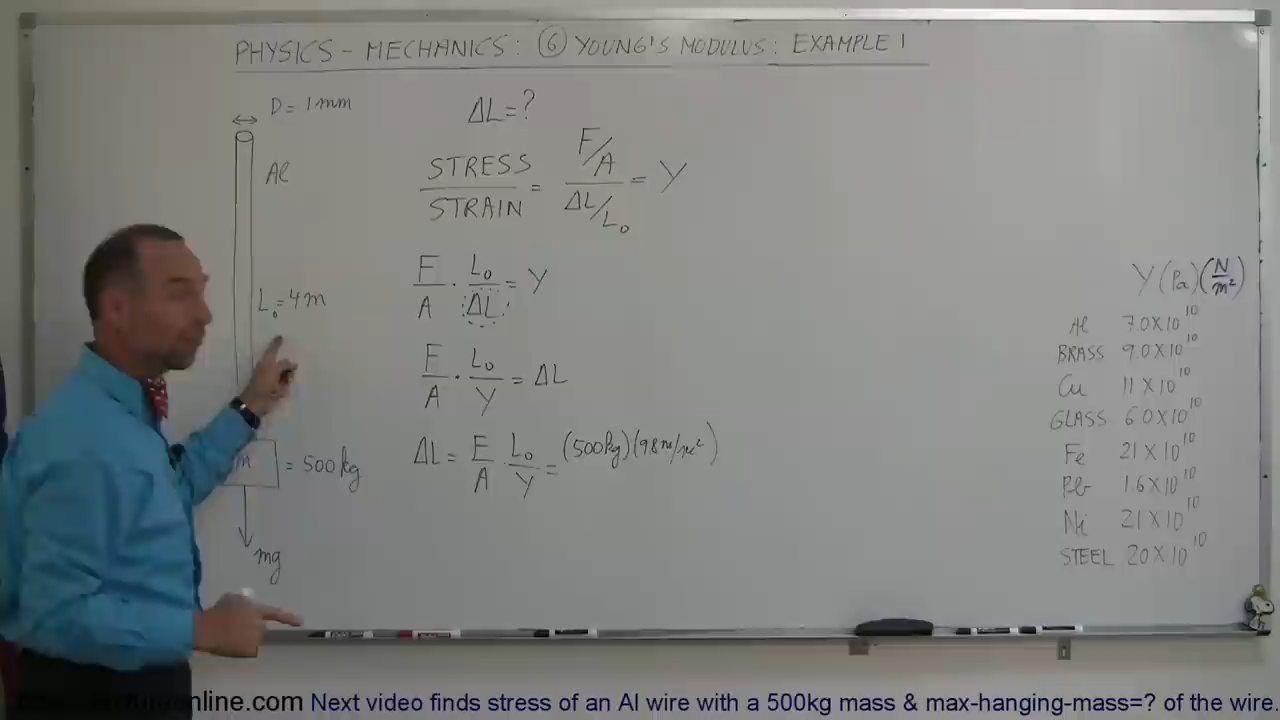 PHYSICS - MECHANICS: ⑥ YOUNG'S MODULUS: EXAMPLE 1
D = 1mm
Al
L₀ = 4m
= 500kg
mg
ΔL = ?
STRESS / STRAIN = (F/A) / (ΔL/L₀) = Y
F/A · L₀/ΔL = Y
F/A · L₀/Y = ΔL
ΔL = F/A · L₀/Y = (500kg)(9.8 m/s²)
Y (Pa) (N/m²)
Al 7.0 X 10¹⁰
BRASS 9.0 X 10¹⁰
Cu 11 X 10¹⁰
GLASS 6.0 X 10¹⁰
Fe 21 X 10¹⁰
Pb 1.6 X 10¹⁰
Ni 21 X 10¹⁰
STEEL 20 X 10¹⁰
online.com Next video finds stress of an Al wire with a 500kg mass & max-hanging-mass=? of the wire.